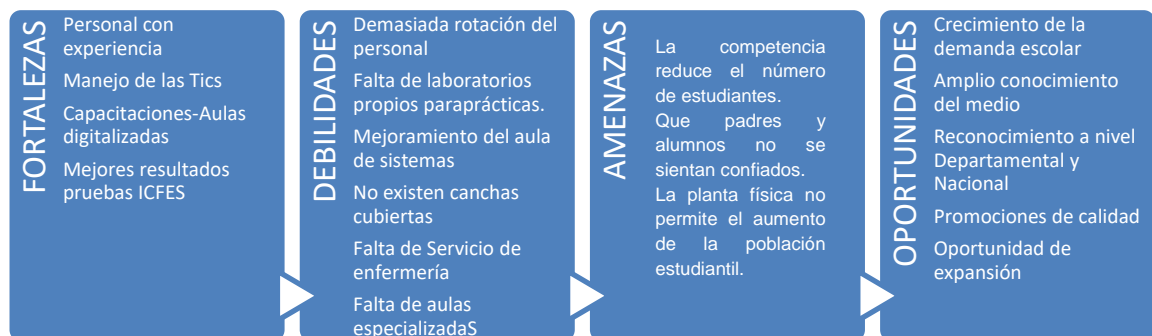 FORTALEZAS
Personal con
experiencia
Manejo de las Tics
Capacitaciones-Aulas
digitalizadas
Mejores resultados
pruebas ICFES
DEBILIDADES
Demasiada rotación del
personal
Falta de laboratorios
propios paraprácticas.
Mejoramiento del aula
de sistemas
No existen canchas
cubiertas
Falta de Servicio de
enfermería
Falta de aulas
especializadaS
AMENAZAS
La competencia
reduce el número
de estudiantes.
Que padres y
alumnos no se
sientan confiados.
La planta física no
permite el aumento
de la población
estudiantil.
OPORTUNIDADES
Crecimiento de la
demanda escolar
Amplio conocimiento
del medio
Reconocimiento a nivel
Departamental y
Nacional
Promociones de calidad
Oportunidad de
expansión